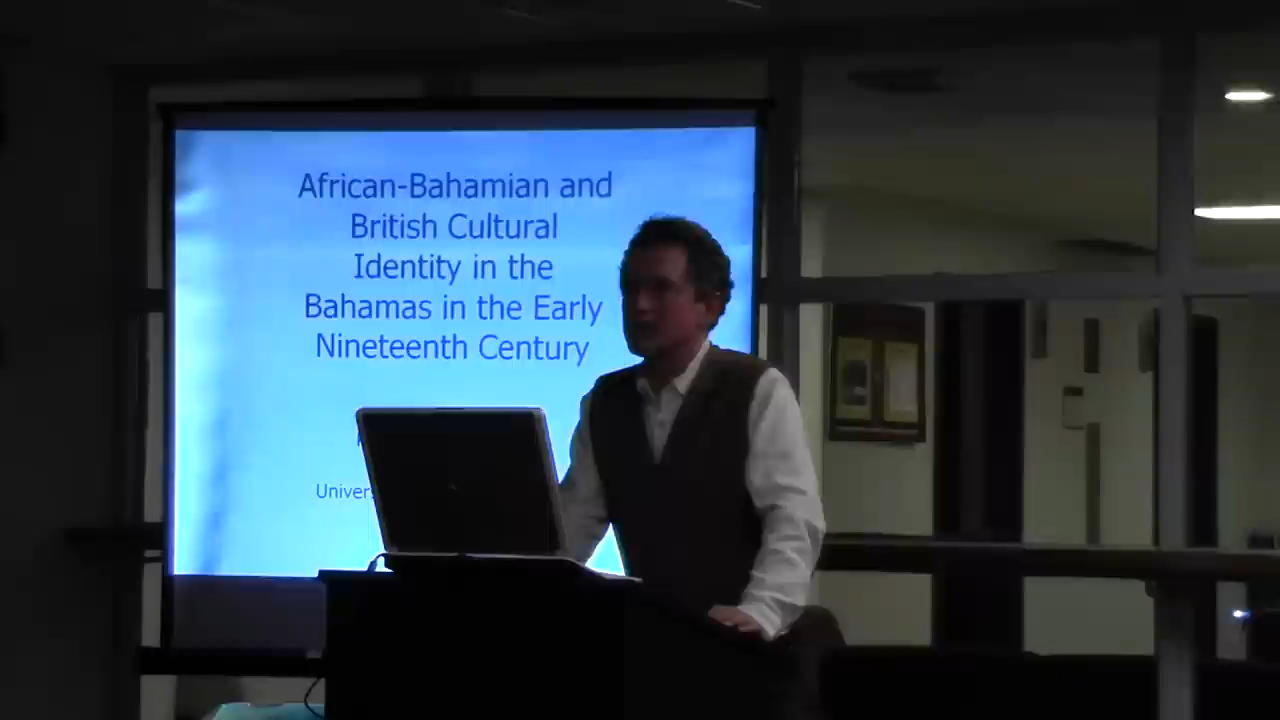 African-Bahamian and
British Cultural
Identity in the
Bahamas in the Early
Nineteenth Century